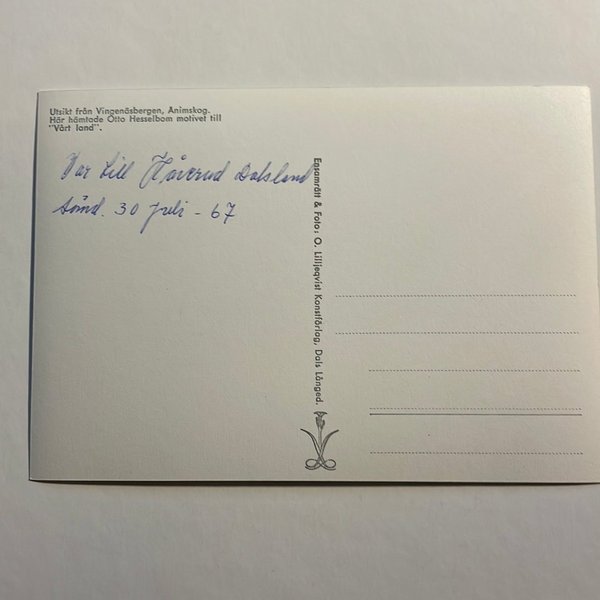 Utsikt från Vingenäsbergen, Ånimskog.
Här hämtade Otto Hesselbom motivet till
"Vårt land".
Var till Håverud Dalsland
sönd. 30 juli - 67
Ensamrätt & Foto: O. Lilljeqvist Konstförlag, Dals Långed.